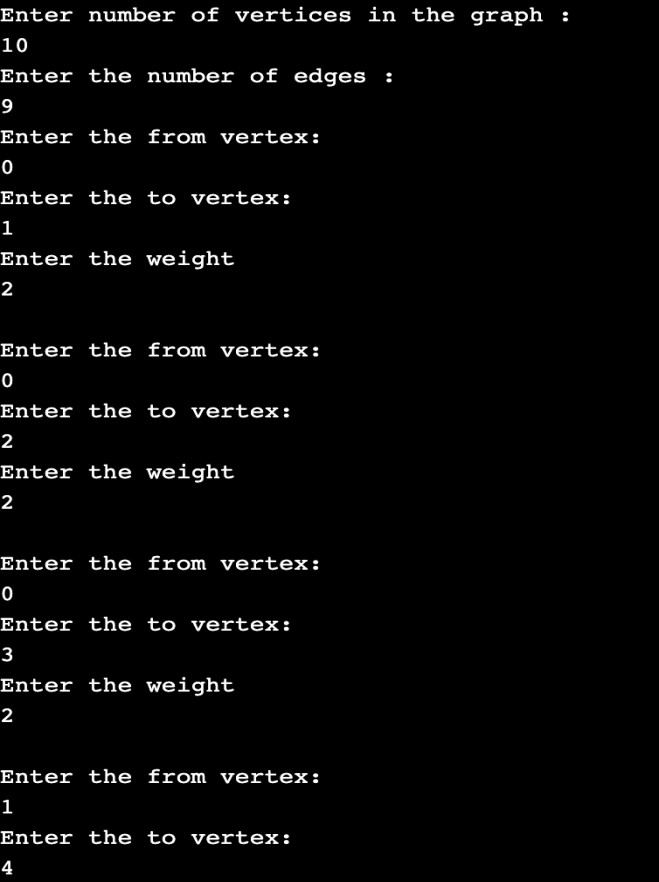 Enter number of vertices in the graph :
10
Enter the number of edges :
9
Enter the from vertex:
0
Enter the to vertex:
1
Enter the weight
2
Enter the from vertex:
0
Enter the to vertex:
2
Enter the weight
2
Enter the from vertex:
0
Enter the to vertex:
3
Enter the weight
2
Enter the from vertex:
1
Enter the to vertex:
4